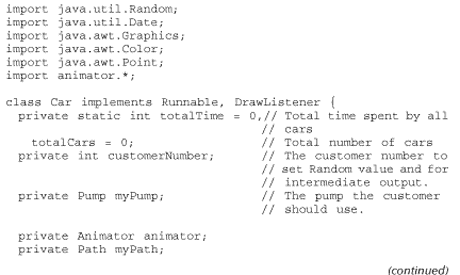 import java.util.Random;
import java.util.Date;
import java.awt.Graphics;
import java.awt.Color;
import java.awt.Point;
import animator.*;

class Car implements Runnable, DrawListener {
  private static int totalTime = 0,// Total time spent by all
                                   // cars
    totalCars = 0;                 // Total number of cars
  private int customerNumber;      // The customer number to
                                   // set Random value and for
                                   // intermediate output.
  private Pump myPump;             // The pump the customer
                                   // should use.

  private Animator animator;
  private Path myPath;

(continued)